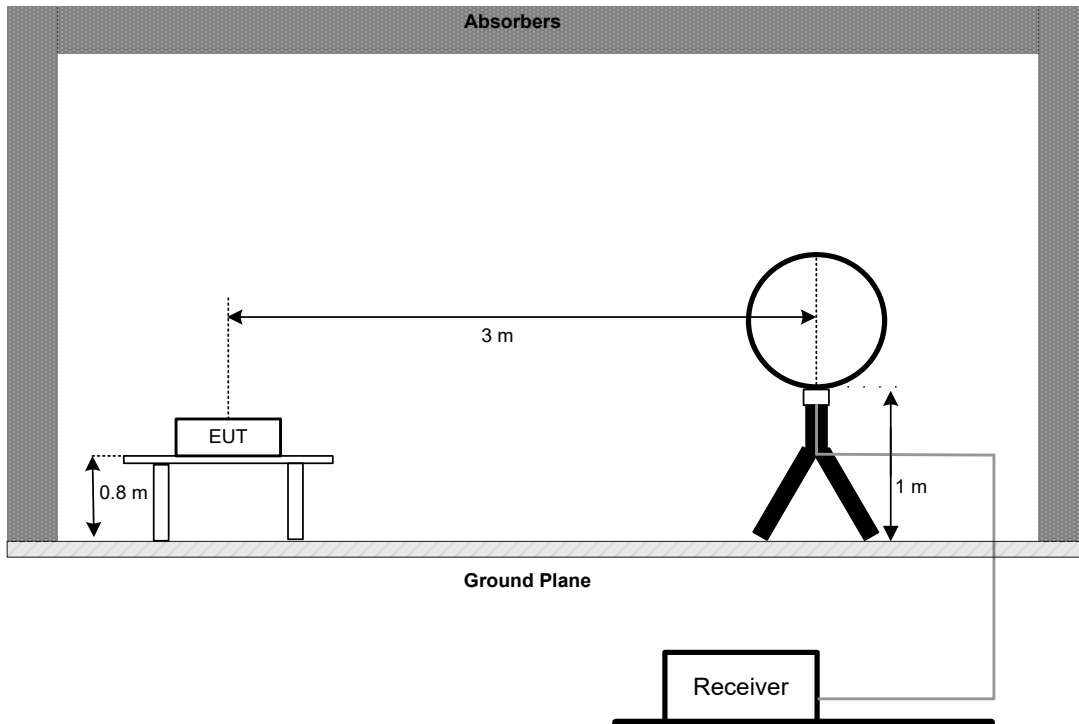 Absorbers
3 m
EUT
0.8 m
1 m
Ground Plane
Receiver